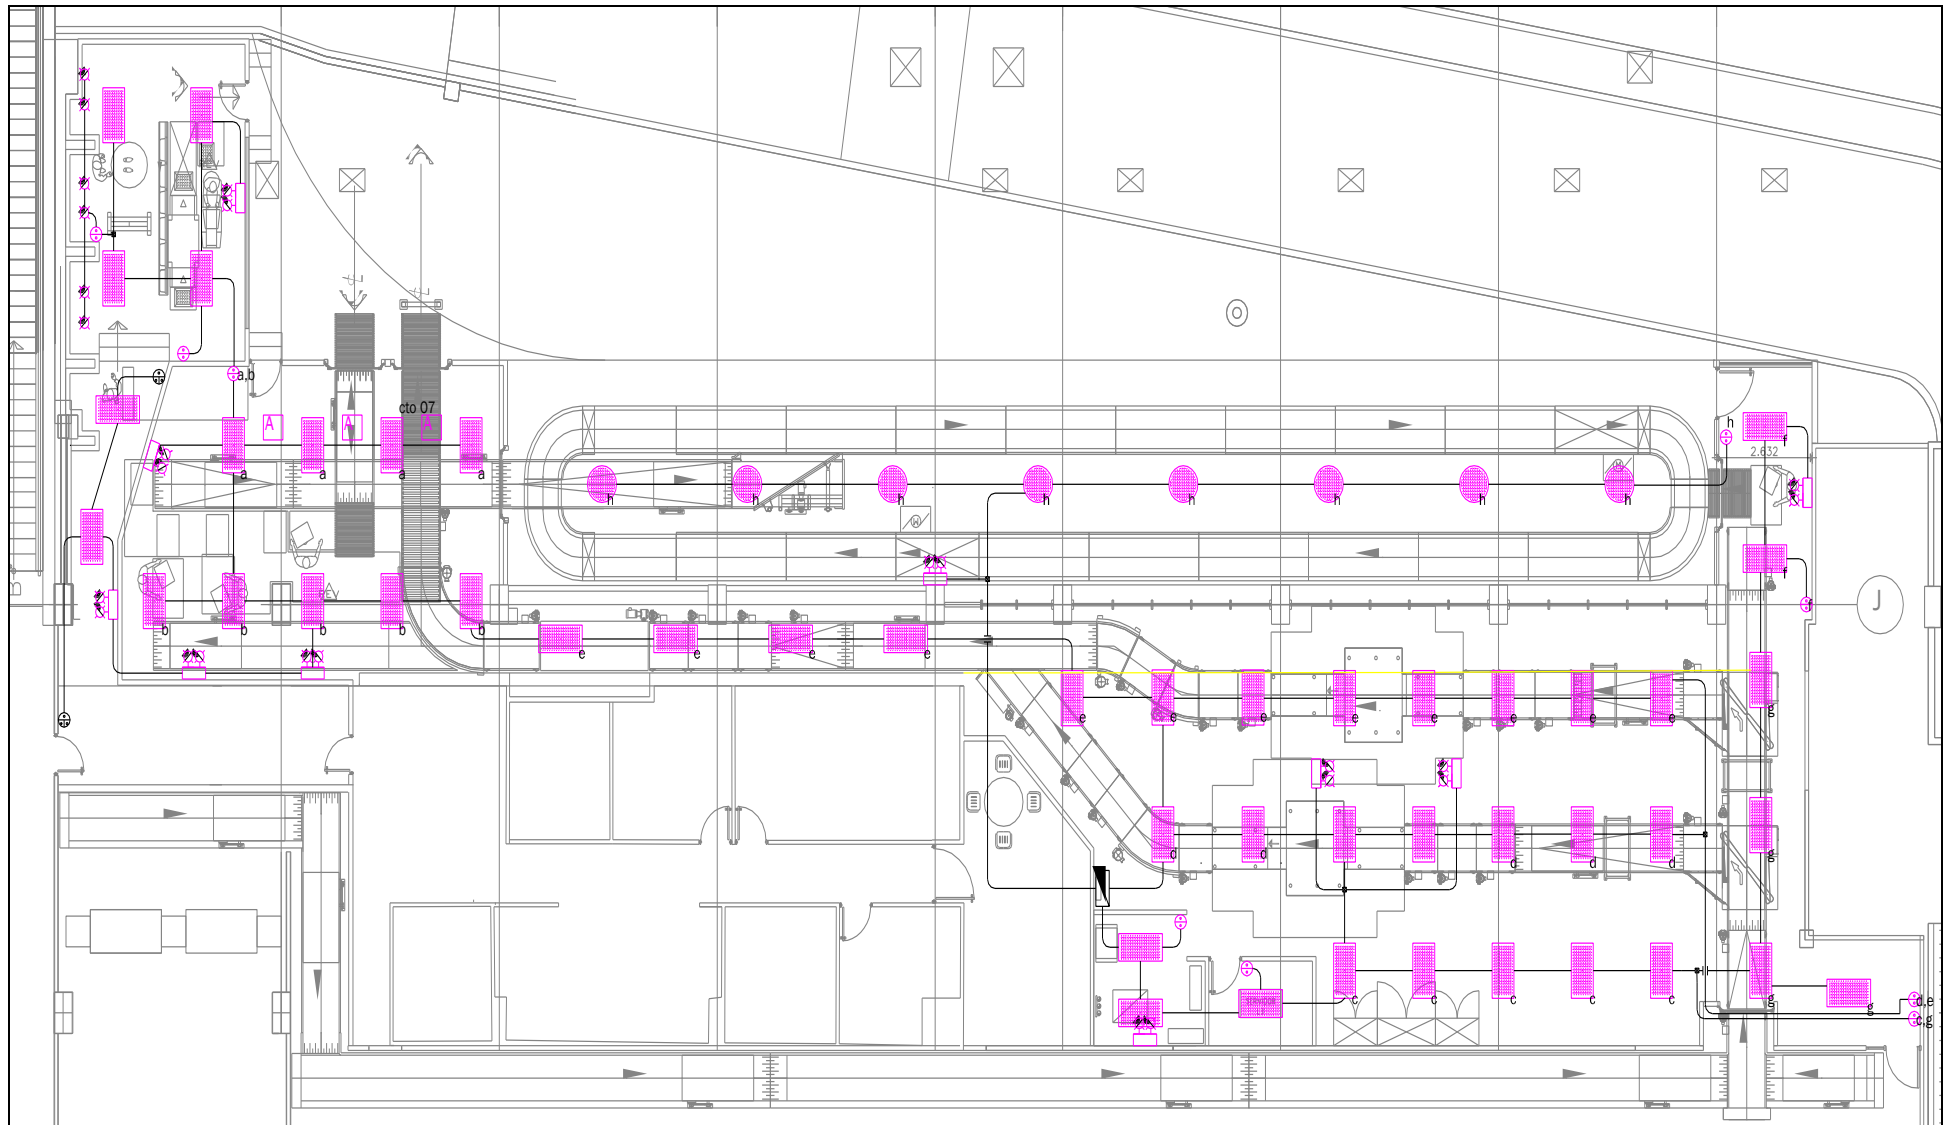 a,b
cto 07
A A A
h
f
2.632
a a a a
h h h h h h h h
f
J
b b b b b
f
e e e e
e e e e e e e e
g
d d d d d
g
c c c c c
g
g
d,e
c,g